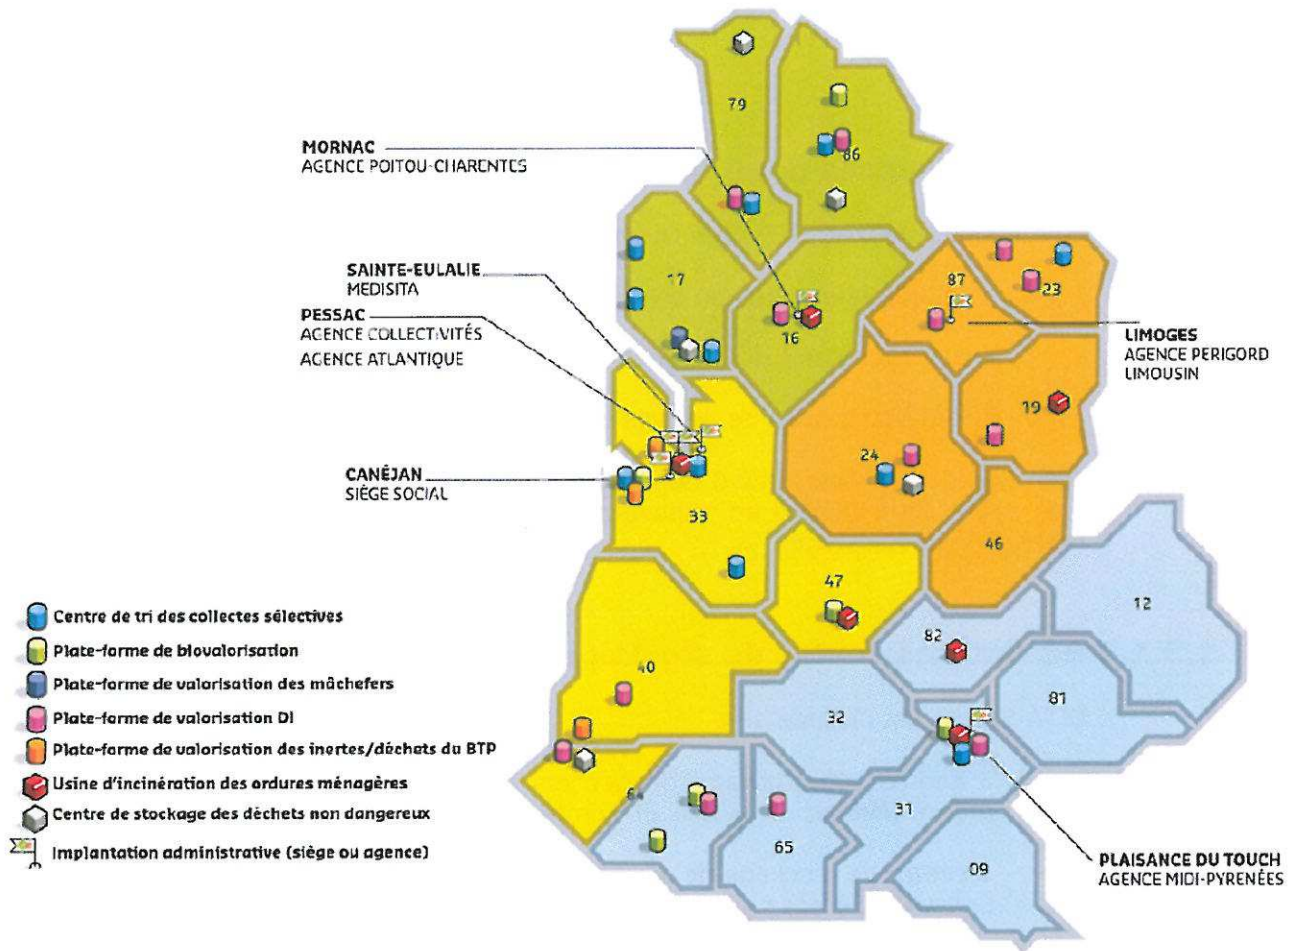 79
86
MORNAC
AGENCE POITOU-CHARENTES
SAINTE-EULALIE
MEDISITA
17
87
23
PESSAC
AGENCE COLLECTIVITÉS
AGENCE ATLANTIQUE
16
LIMOGES
AGENCE PERIGORD
LIMOUSIN
19
24
CANÉJAN
SIÈGE SOCIAL
33
46
47
12
82
40
81
32
64
31
65
09
Centre de tri des collectes sélectives
Plate-forme de biovalorisation
Plate-forme de valorisation des mâchefers
Plate-forme de valorisation DI
Plate-forme de valorisation des inertes/déchets du BTP
Usine d'incinération des ordures ménagères
Centre de stockage des déchets non dangereux
Implantation administrative (siège ou agence)
PLAISANCE DU TOUCH
AGENCE MIDI-PYRENÉES